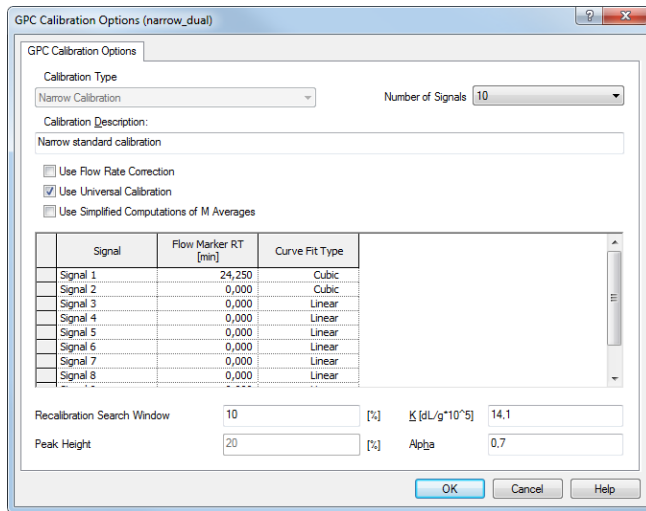 GPC Calibration Options (narrow_dual)
GPC Calibration Options
Calibration Type
Narrow Calibration
Number of Signals 10
Calibration Description:
Narrow standard calibration
Use Flow Rate Correction
Use Universal Calibration
Use Simplified Computations of M Averages
Signal Flow Marker RT [min] Curve Fit Type
Signal 1 24,250 Cubic
Signal 2 0,000 Cubic
Signal 3 0,000 Linear
Signal 4 0,000 Linear
Signal 5 0,000 Linear
Signal 6 0,000 Linear
Signal 7 0,000 Linear
Signal 8 0,000 Linear
Recalibration Search Window 10 [%] K [dL/g*10^5] 14,1
Peak Height 20 [%] Alpha 0,7
OK Cancel Help